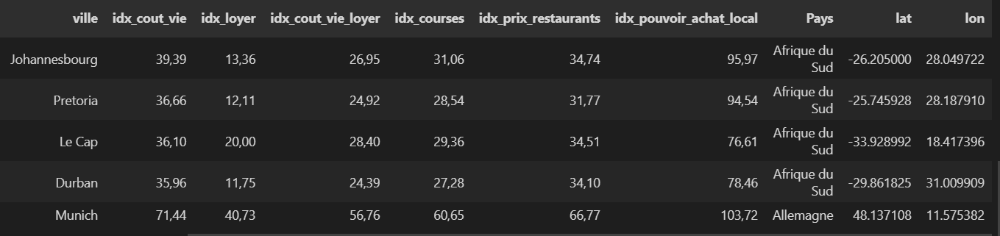 ville idx_cout_vie idx_loyer idx_cout_vie_loyer idx_courses idx_prix_restaurants idx_pouvoir_achat_local Pays lat lon
Johannesbourg 39,39 13,36 26,95 31,06 34,74 95,97 Afrique du Sud -26.205000 28.049722
Pretoria 36,66 12,11 24,92 28,54 31,77 94,54 Afrique du Sud -25.745928 28.187910
Le Cap 36,10 20,00 28,40 29,36 34,51 76,61 Afrique du Sud -33.928992 18.417396
Durban 35,96 11,75 24,39 27,28 34,10 78,46 Afrique du Sud -29.861825 31.009909
Munich 71,44 40,73 56,76 60,65 66,77 103,72 Allemagne 48.137108 11.575382